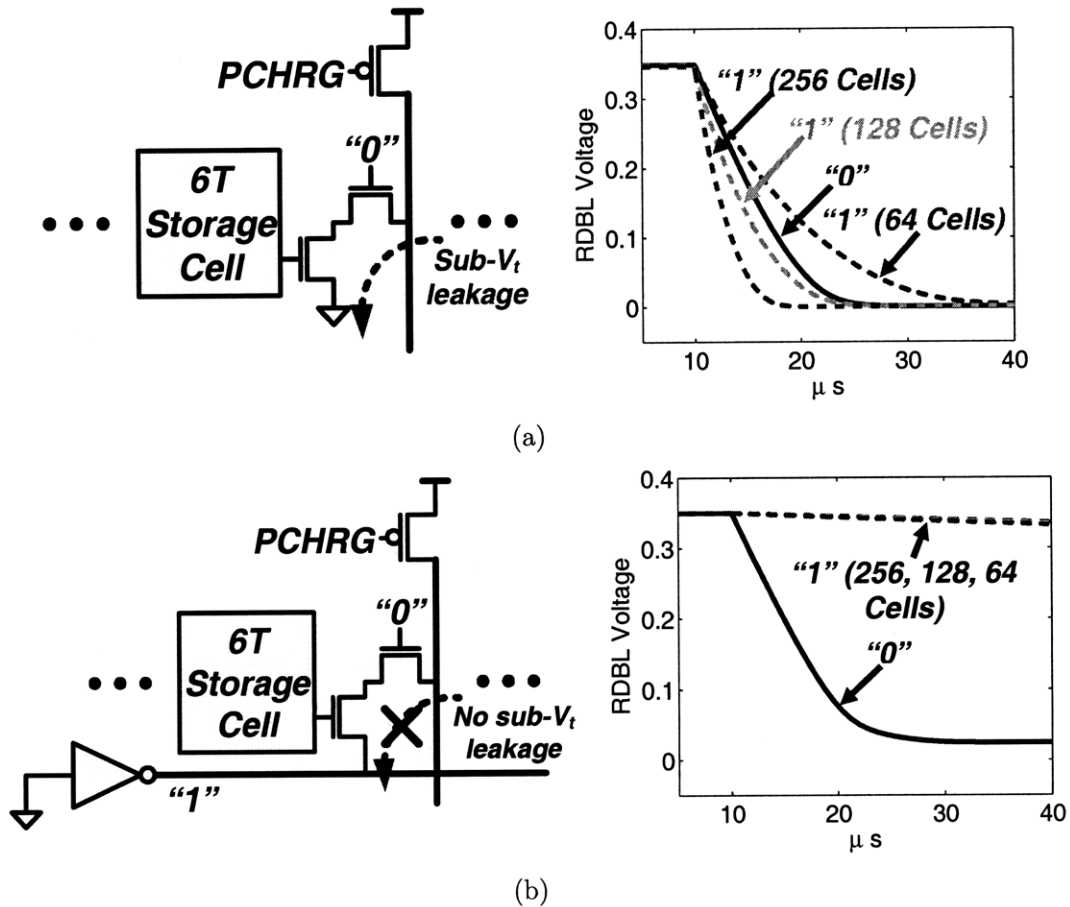 PCHRG
“0”
6T
Storage
Cell
Sub-Vt
leakage
0.4
0.3
0.2
0.1
0
RDBL Voltage
“1” (256 Cells)
“1” (128 Cells)
“0”
“1” (64 Cells)
10 20 30 40
μ s
(a)
PCHRG
“0”
6T
Storage
Cell
No sub-Vt
leakage
“1”
0.4
0.3
0.2
0.1
0
RDBL Voltage
“1” (256, 128, 64
Cells)
“0”
10 20 30 40
μ s
(b)